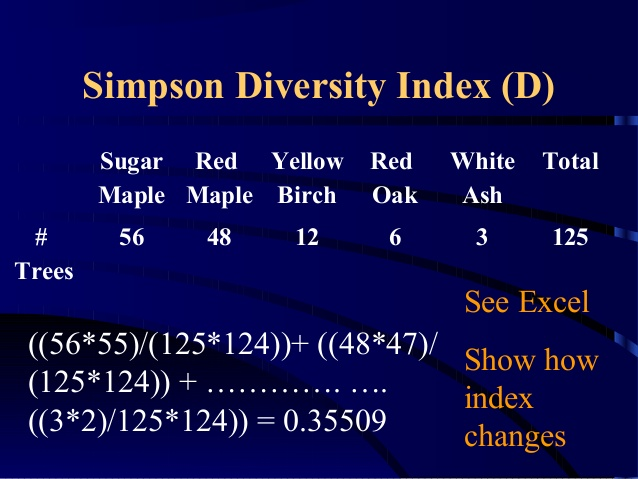 Simpson Diversity Index (D)
Sugar Red Yellow Red White Total
Maple Maple Birch Oak Ash
# 56 48 12 6 3 125
Trees
See Excel
((56*55)/(125*124))+ ((48*47)/
(125*124)) + …………. ….
((3*2)/125*124)) = 0.35509
Show how
index
changes